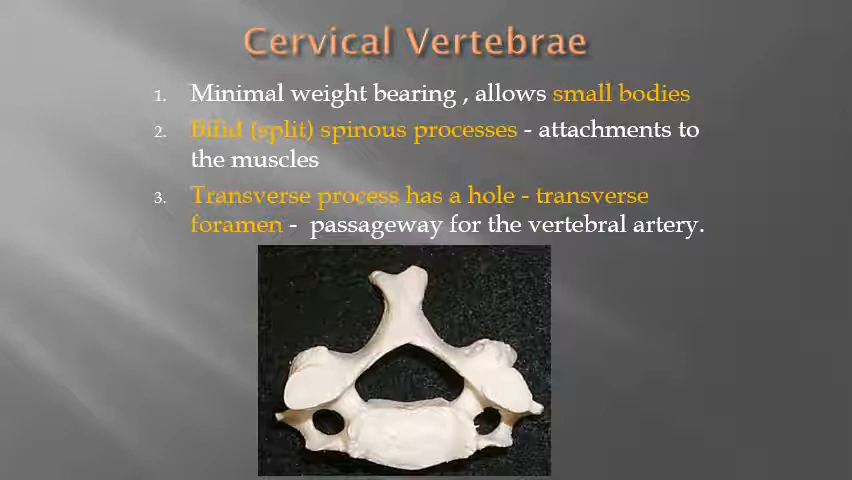 Cervical Vertebrae
1. Minimal weight bearing , allows small bodies
2. Bifid (split) spinous processes - attachments to
the muscles
3. Transverse process has a hole - transverse
foramen - passageway for the vertebral artery.